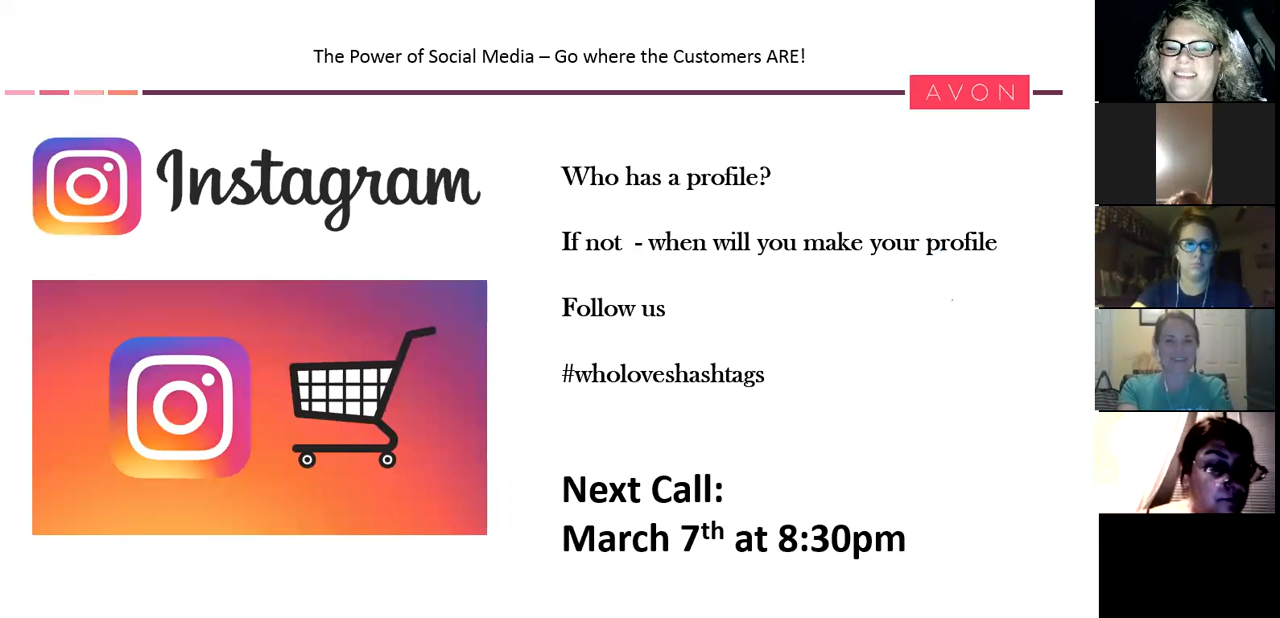 The Power of Social Media – Go where the Customers ARE!
AVON
Instagram
Who has a profile?
If not  - when will you make your profile
Follow us
#wholoveshashtags
Next Call:
March 7th at 8:30pm